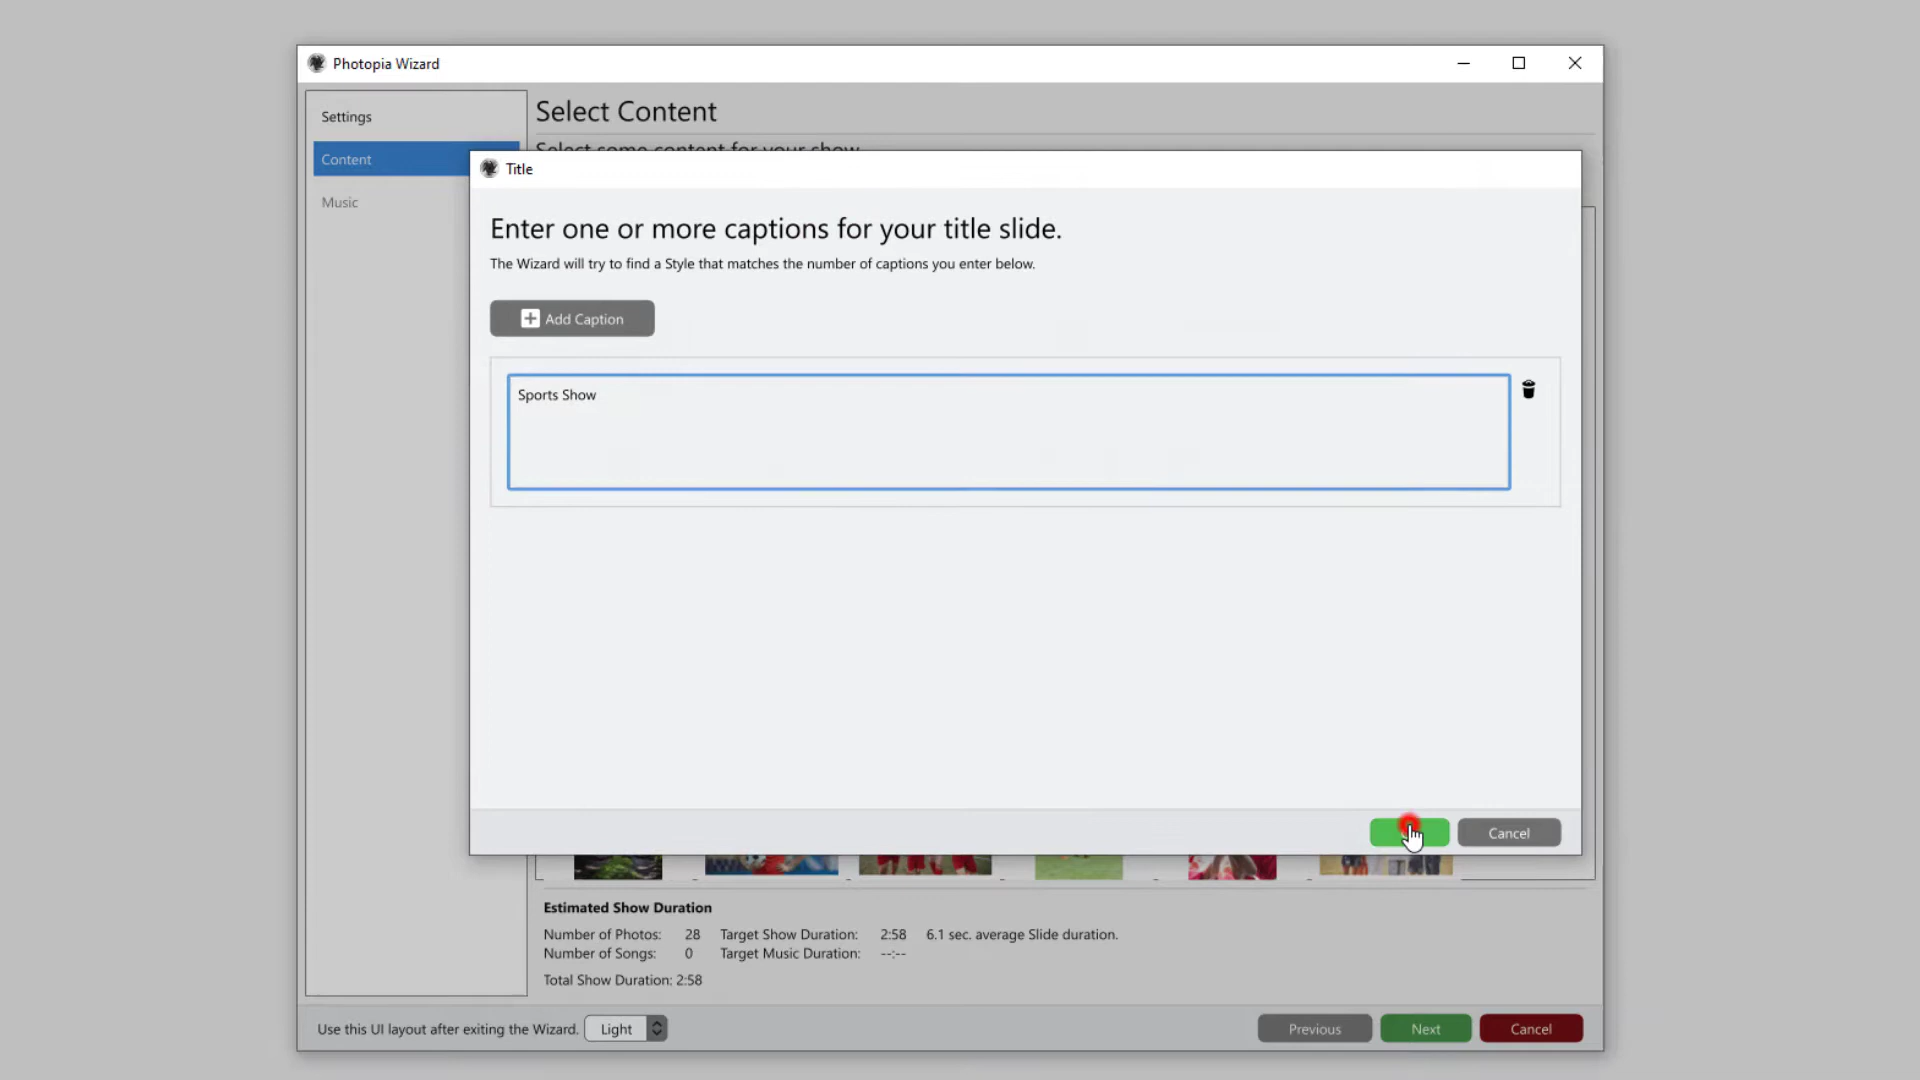 Photopia Wizard
Settings
Content
Music
Select Content
Title
Enter one or more captions for your title slide.
The Wizard will try to find a Style that matches the number of captions you enter below.
Add Caption
Sports Show
Cancel
Estimated Show Duration
Number of Photos: 28 Target Show Duration: 2:58 6.1 sec. average Slide duration.
Number of Songs: 0 Target Music Duration: --:--
Total Show Duration: 2:58
Use this UI layout after exiting the Wizard. Light
Previous Next Cancel